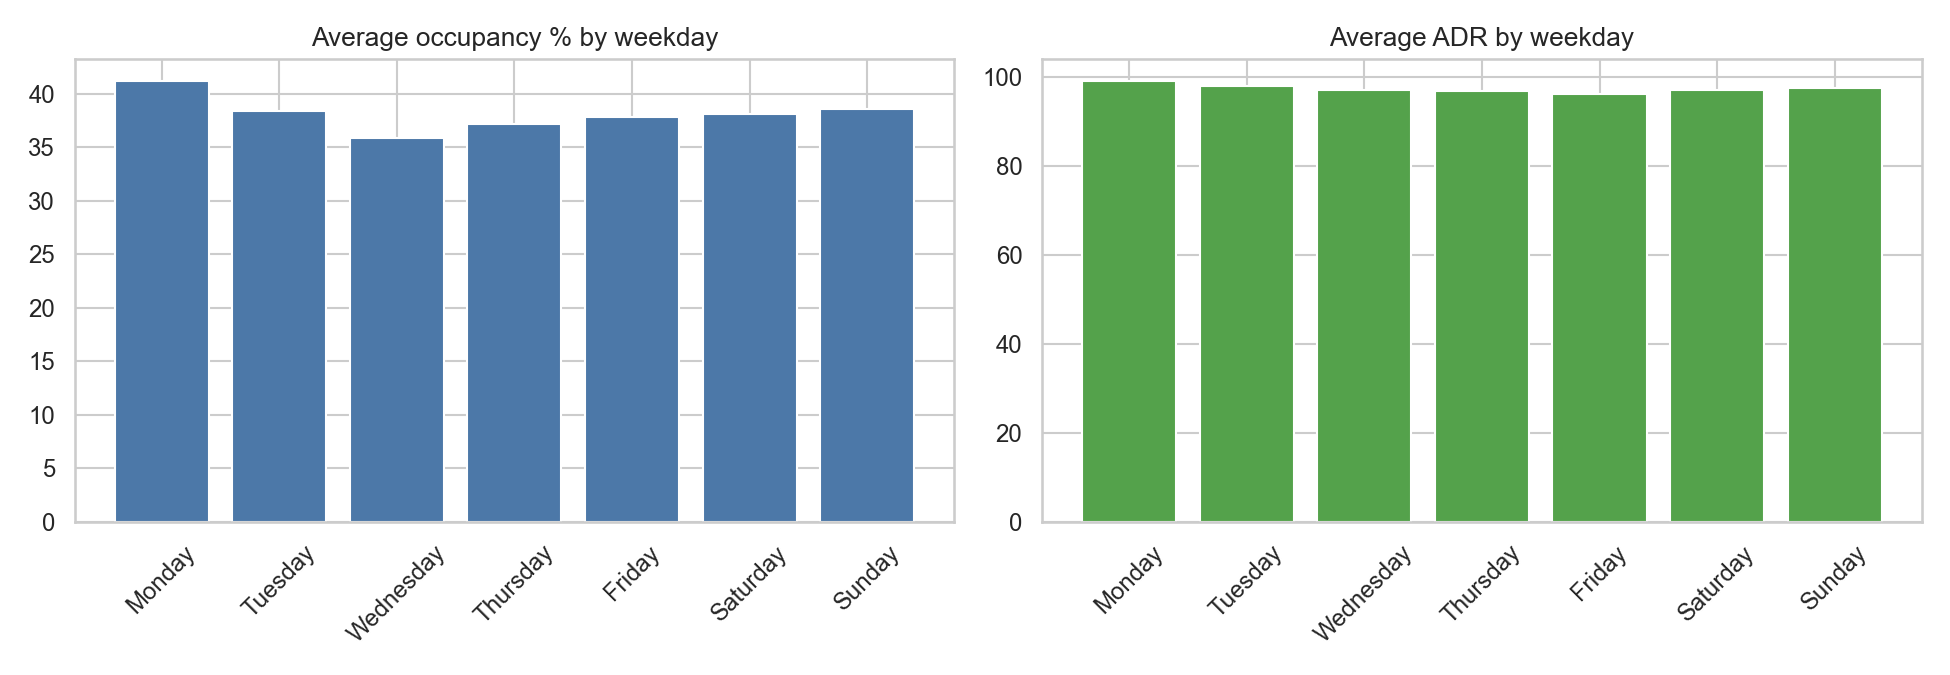 Average occupancy % by weekday
40
35
30
25
20
15
10
5
0
Monday
Tuesday
Wednesday
Thursday
Friday
Saturday
Sunday
Average ADR by weekday
100
80
60
40
20
0
Monday
Tuesday
Wednesday
Thursday
Friday
Saturday
Sunday